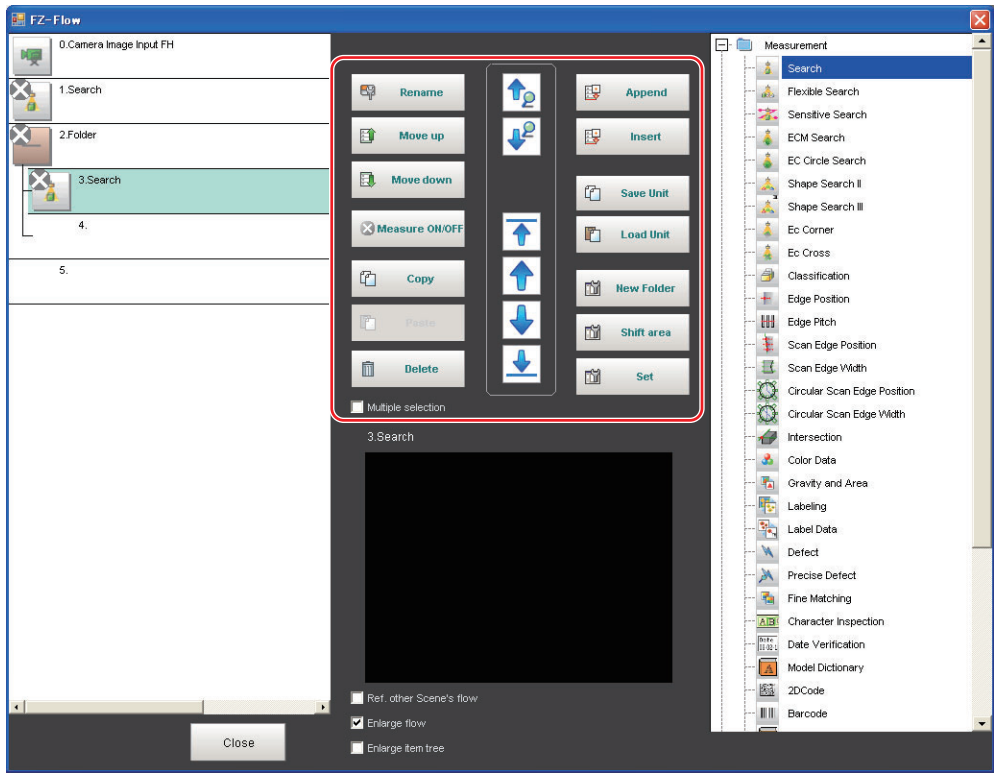 FZ-Flow
0.Camera Image Input FH
1.Search
2.Folder
3.Search
4.
5.
Close
Rename
Move up
Move down
Measure ON/OFF
Copy
Paste
Delete
Multiple selection
Append
Insert
Save Unit
Load Unit
New Folder
Shift area
Set
3.Search
Ref. other Scene's flow
Enlarge flow
Enlarge item tree
Measurement
Search
Flexible Search
Sensitive Search
ECM Search
EC Circle Search
Shape Search II
Shape Search III
Ec Corner
Ec Cross
Classification
Edge Position
Edge Pitch
Scan Edge Position
Scan Edge Width
Circular Scan Edge Position
Circular Scan Edge Width
Intersection
Color Data
Gravity and Area
Labeling
Label Data
Defect
Precise Defect
Fine Matching
Character Inspection
Date Verification
Model Dictionary
2DCode
Barcode